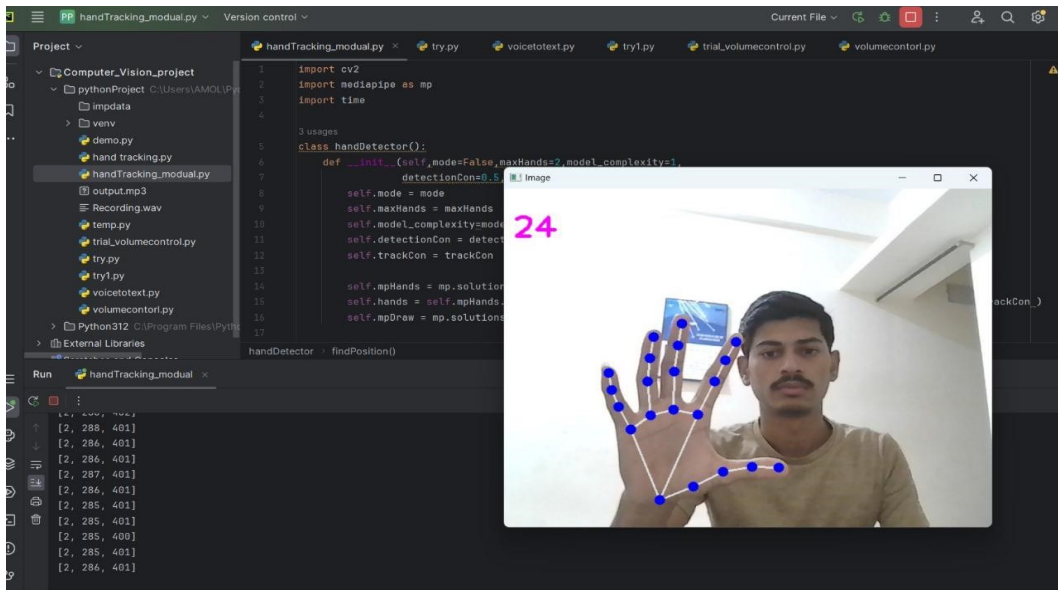 PP handTracking_modual.py Version control Current File
Project
handTracking_modual.py try.py voicetotext.py try1.py trial_volumecontrol.py volumecontorl.py
Computer_Vision_project
pythonProject C:\Users\AMOL\Pyc
impdata
venv
demo.py
hand tracking.py
handTracking_modual.py
output.mp3
Recording.wav
temp.py
trial_volumecontrol.py
try.py
try1.py
voicetotext.py
volumecontorl.py
Python312 C:\Program Files\Pytho
External Libraries
1 import cv2
2 import mediapipe as mp
3 import time
4
3 usages
5 class handDetector():
6 def __init__(self,mode=False,maxHands=2,model_complexity=1,
7 detectionCon=0.5,
8 self.mode = mode
9 self.maxHands = maxHands
10 self.model_complexity=mode
11 self.detectionCon = detect
12 self.trackCon = trackCon
13
14 self.mpHands = mp.solution
15 self.hands = self.mpHands. ackCon )
16 self.mpDraw = mp.solutions
17
handDetector findPosition()
Image
24
Run handTracking_modual
[2, 288, 401]
[2, 286, 401]
[2, 286, 401]
[2, 287, 401]
[2, 286, 401]
[2, 285, 401]
[2, 285, 401]
[2, 285, 400]
[2, 285, 401]
[2, 286, 401]